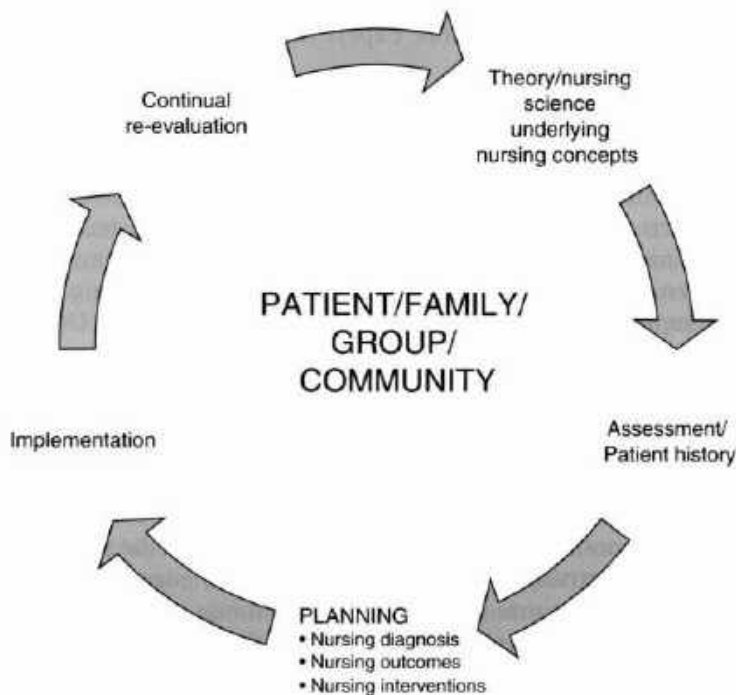 Continual
re-evaluation
Theory/nursing
science
underlying
nursing concepts
PATIENT/FAMILY/
GROUP/
COMMUNITY
Implementation
Assessment/
Patient history
PLANNING
• Nursing diagnosis
• Nursing outcomes
• Nursing interventions